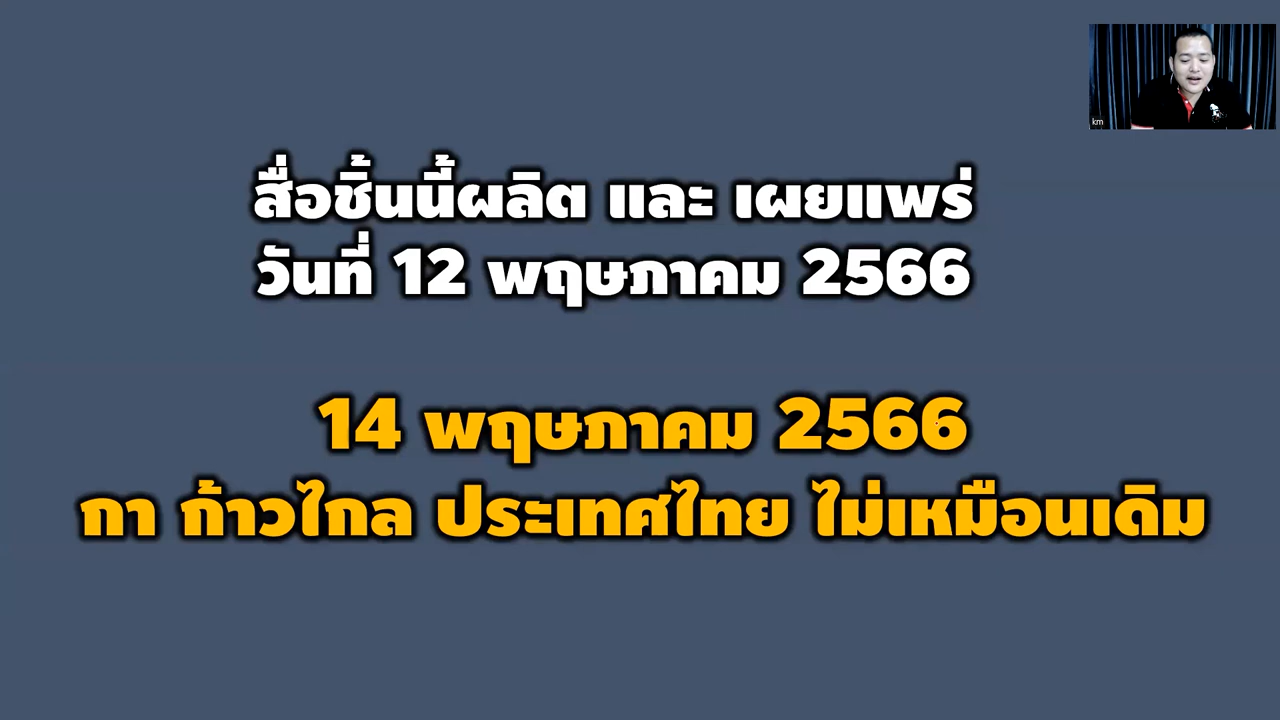 สื่อชิ้นนี้ผลิต และ เผยแพร่
วันที่ 12 พฤษภาคม 2566
14 พฤษภาคม 2566
กา ก้าวไกล ประเทศไทย ไม่เหมือนเดิม
km